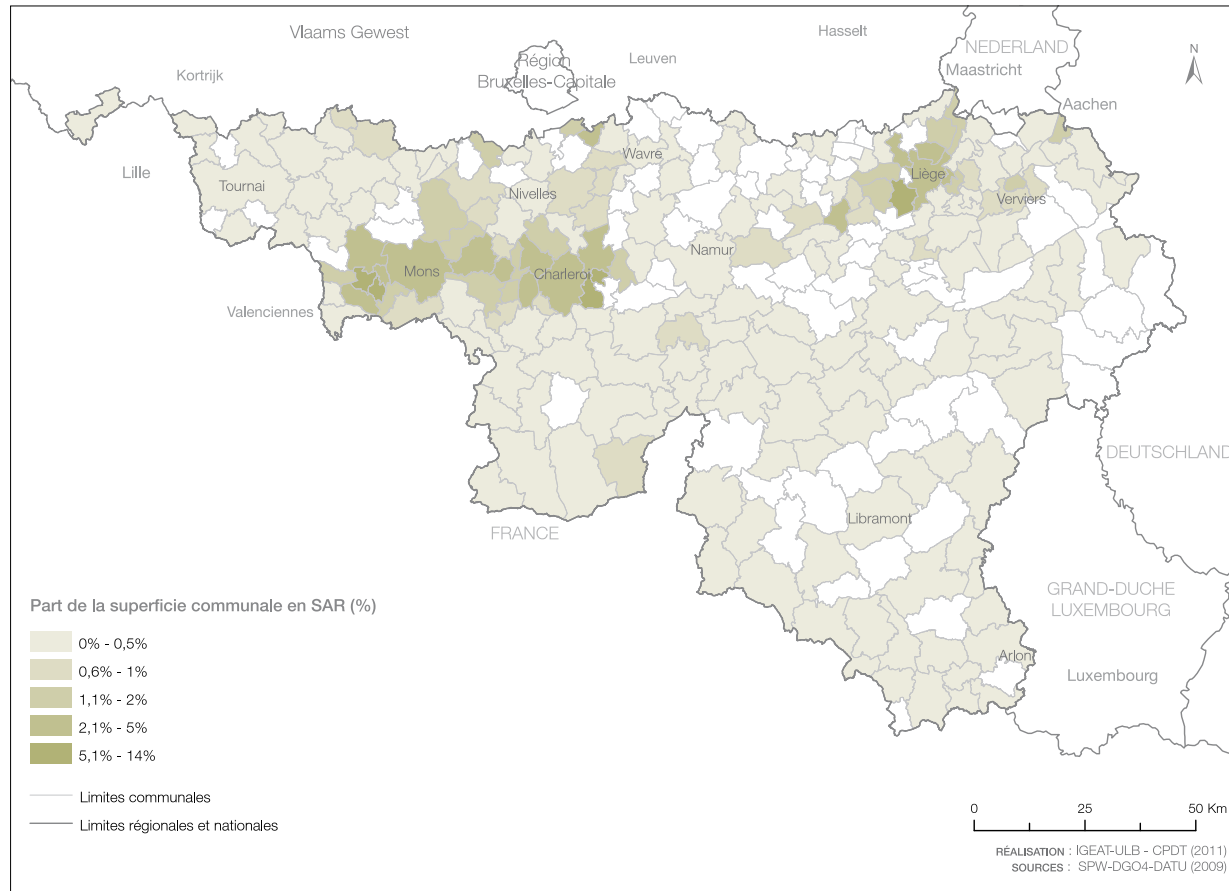 Vlaams Gewest
Hasselt
NEDERLAND
Maastricht
N
Région
Bruxelles-Capitale
Leuven
Kortrijk
Aachen
Lille
Wavre
Liège
Tournai
Nivelles
Verviers
Namur
Mons
Charleroi
Valenciennes
DEUTSCHLAND
Libramont
FRANCE
GRAND-DUCHE
LUXEMBOURG
Arlon
Luxembourg
Part de la superficie communale en SAR (%)
0% - 0,5%
0,6% - 1%
1,1% - 2%
2,1% - 5%
5,1% - 14%
Limites communales
Limites régionales et nationales
0 25 50 Km
RÉALISATION : IGEAT-ULB - CPDT (2011)
SOURCES : SPW-DGO4-DATU (2009)